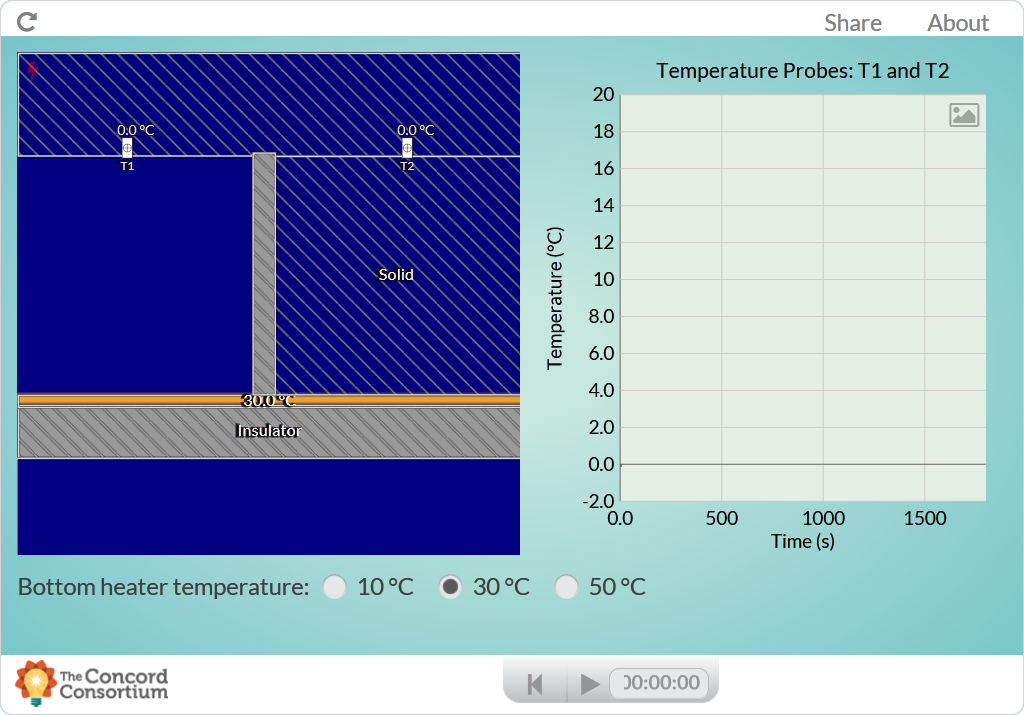 Share About
Temperature Probes: T1 and T2
0.0 °C 0.0 °C
T1 T2
Solid
30.0 °C
Insulator
Temperature (°C)
20
18
16
14
12
10
8.0
6.0
4.0
2.0
0.0
-2.0
0.0 500 1000 1500
Time (s)
Bottom heater temperature: 10 °C 30 °C 50 °C
The Concord
Consortium
00:00:00